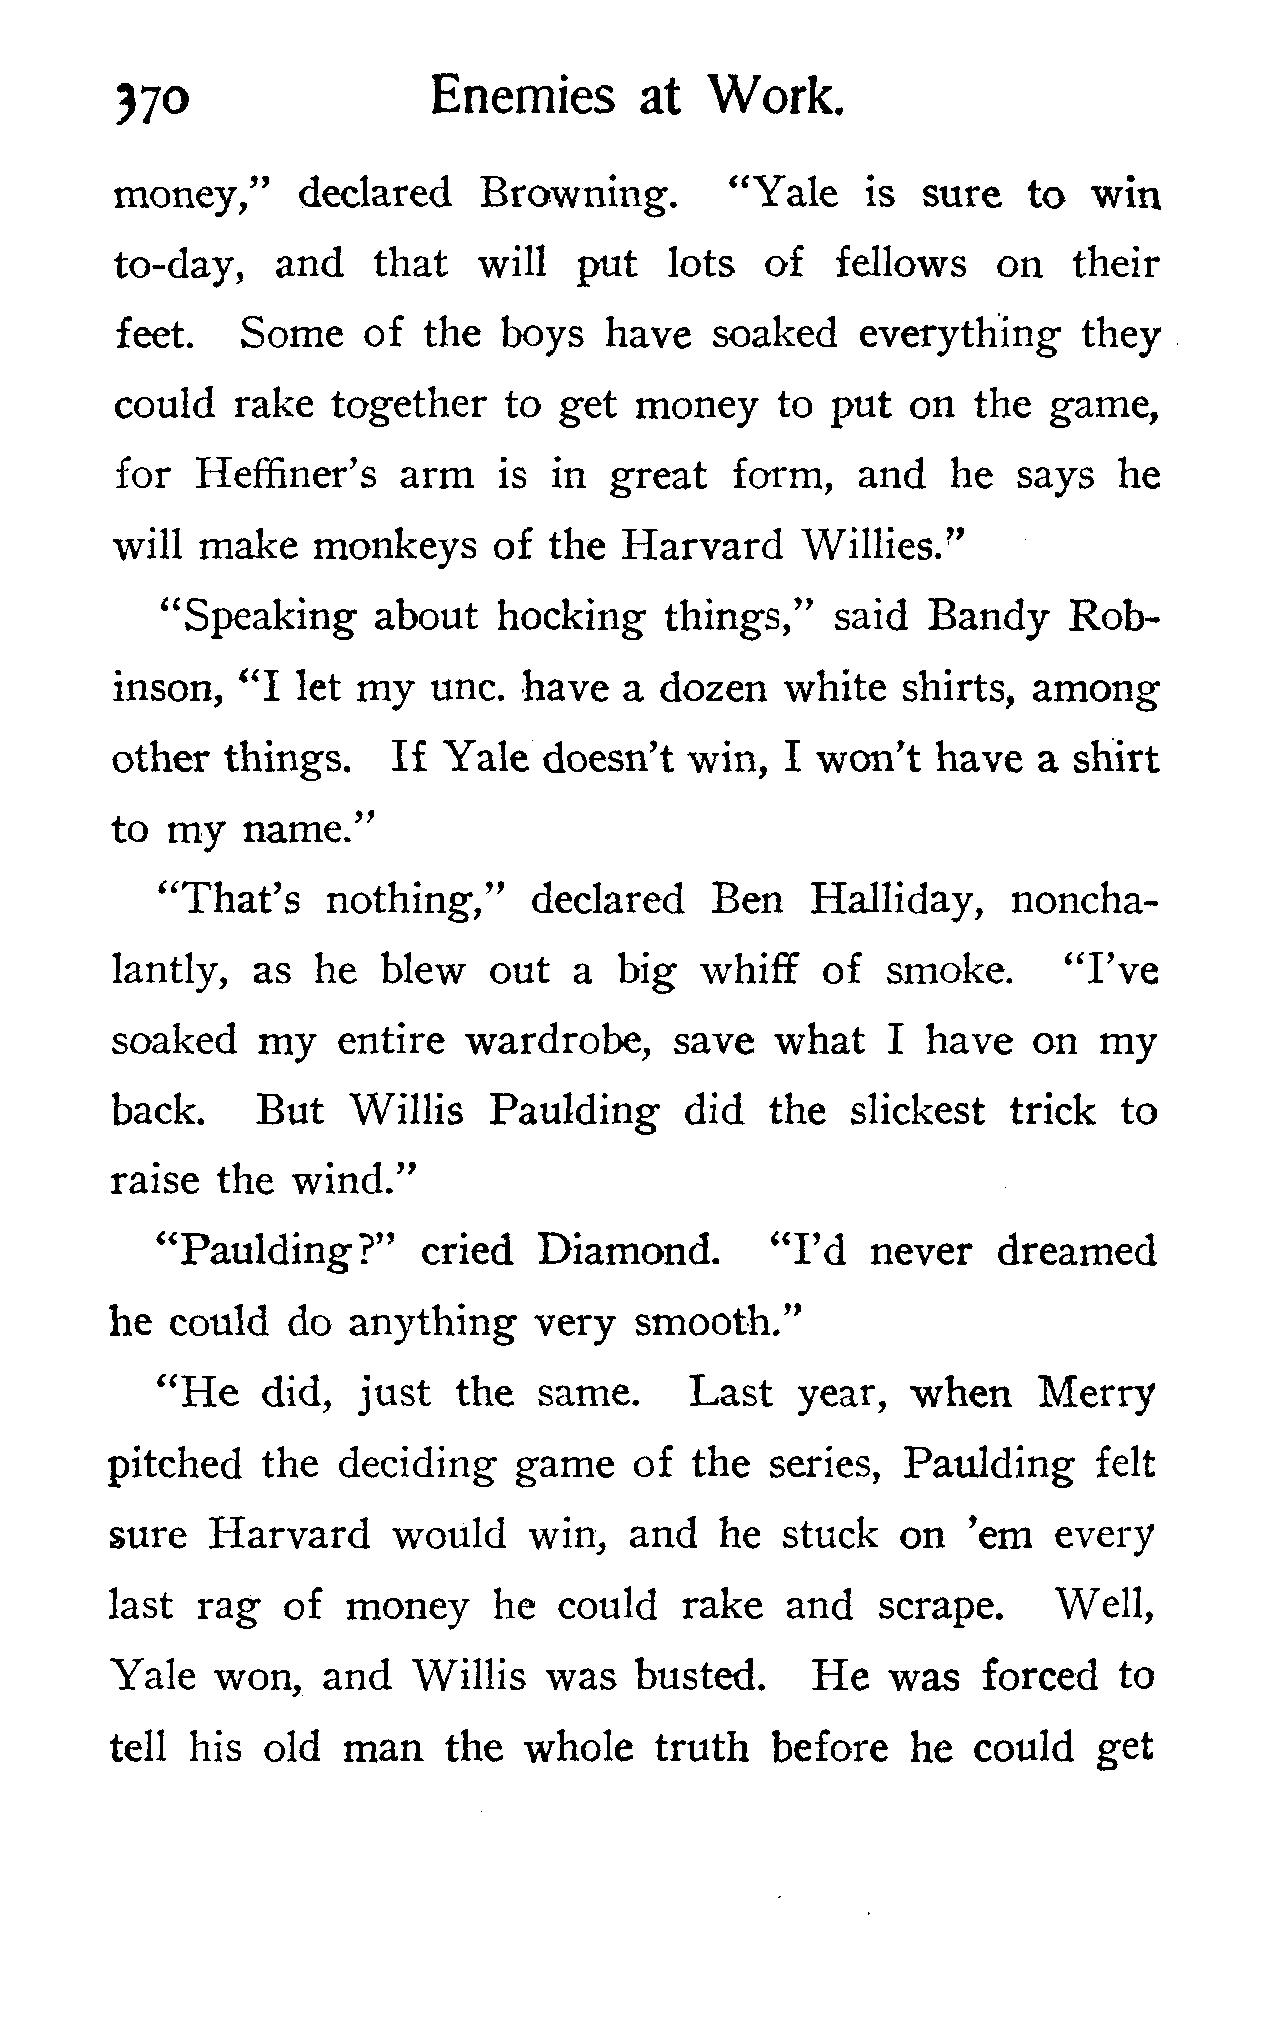 370 Enemies at Work.
money," declared Browning. "Yale is sure to win
to-day, and that will put lots of fellows on their
feet. Some of the boys have soaked everything they
could rake together to get money to put on the game,
for Heffiner's arm is in great form, and he says he
will make monkeys of the Harvard Willies."
"Speaking about hocking things," said Bandy Rob-
inson, "I let my unc. have a dozen white shirts, among
other things. If Yale doesn't win, I won't have a shirt
to my name."
"That's nothing," declared Ben Halliday, noncha-
lantly, as he blew out a big whiff of smoke. "I've
soaked my entire wardrobe, save what I have on my
back. But Willis Paulding did the slickest trick to
raise the wind."
"Paulding?" cried Diamond. "I'd never dreamed
he could do anything very smooth."
"He did, just the same. Last year, when Merry
pitched the deciding game of the series, Paulding felt
sure Harvard would win, and he stuck on 'em every
last rag of money he could rake and scrape. Well,
Yale won, and Willis was busted. He was forced to
tell his old man the whole truth before he could get